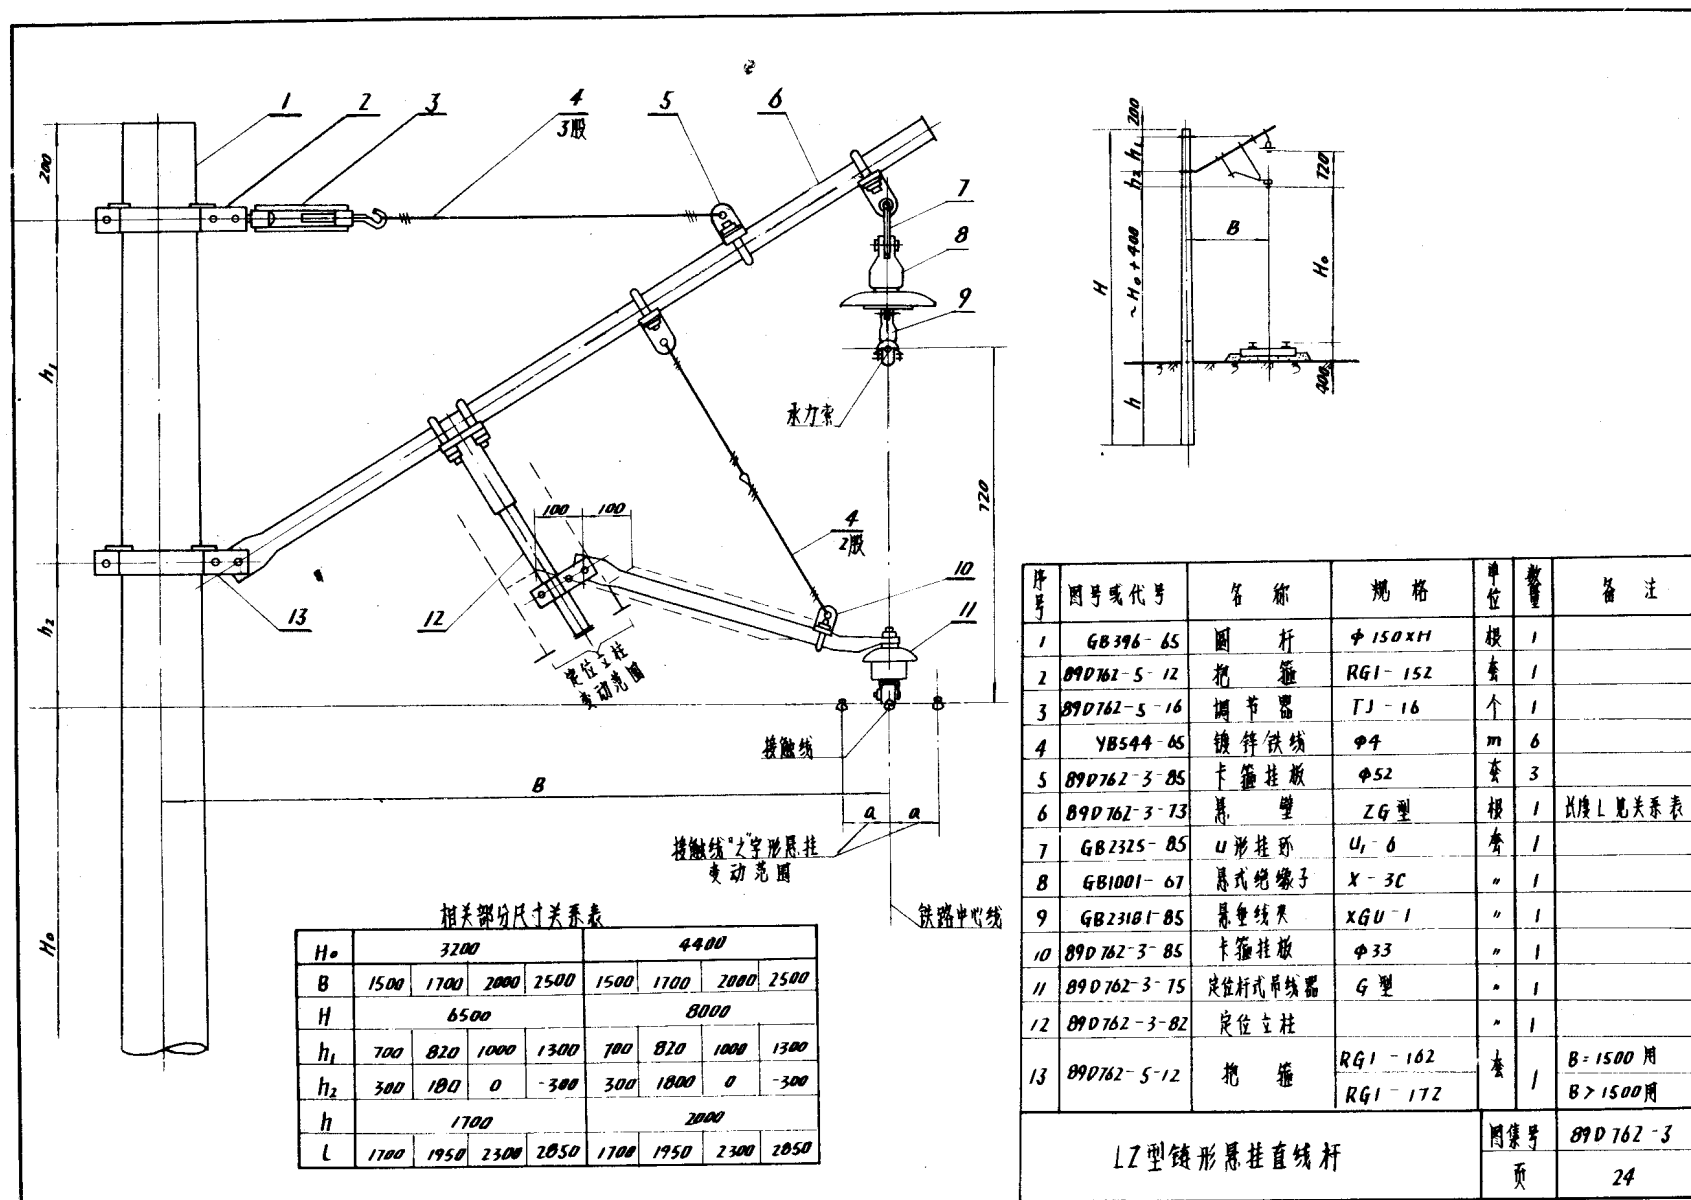 1
2
3
4
3股
5
6
7
8
9
200
h₁
h₂
H₀
承力索
720
100 100
4
2股
10
11
12
13
定位立柱
变动范围
接触线
B
a a
接触线“之”字形悬挂
变动范围
铁路中心线
200
h₁
h₂
~H₀+400
H
h
B
720
H₀
400
相关部分尺寸关系表
H₀ 3200 4400
B 1500 1700 2000 2500 1500 1700 2000 2500
H 6500 8000
h₁ 700 820 1000 1300 700 820 1000 1300
h₂ 300 180 0 -300 300 1800 0 -300
h 1700 2000
L 1700 1950 2300 2850 1700 1950 2300 2850
序号 图号或代号 名称 规格 单位 数量 备注
1 GB396-65 圆杆 φ150×H 根 1
2 89D762-5-12 抱箍 RG1-152 套 1
3 89D762-5-16 调节器 TJ-16 个 1
4 YB544-65 镀锌铁线 φ4 m 6
5 89D762-3-85 卡箍挂板 φ52 套 3
6 89D762-3-73 悬壁 ZG型 根 1 长度L见关系表
7 GB2325-85 U形挂环 U₁-6 套 1
8 GB1001-67 悬式绝缘子 X-3C " 1
9 GB23181-85 悬垂线夹 XGU-1 " 1
10 89D762-3-85 卡箍挂板 φ33 " 1
11 89D762-3-75 定位杆式吊线器 G型 " 1
12 89D762-3-82 定位立柱 " 1
13 89D762-5-12 抱箍 RG1-162 套 1 B=1500用
RG1-172 B>1500用
LZ型链形悬挂直线杆
图集号 89D762-3
页 24